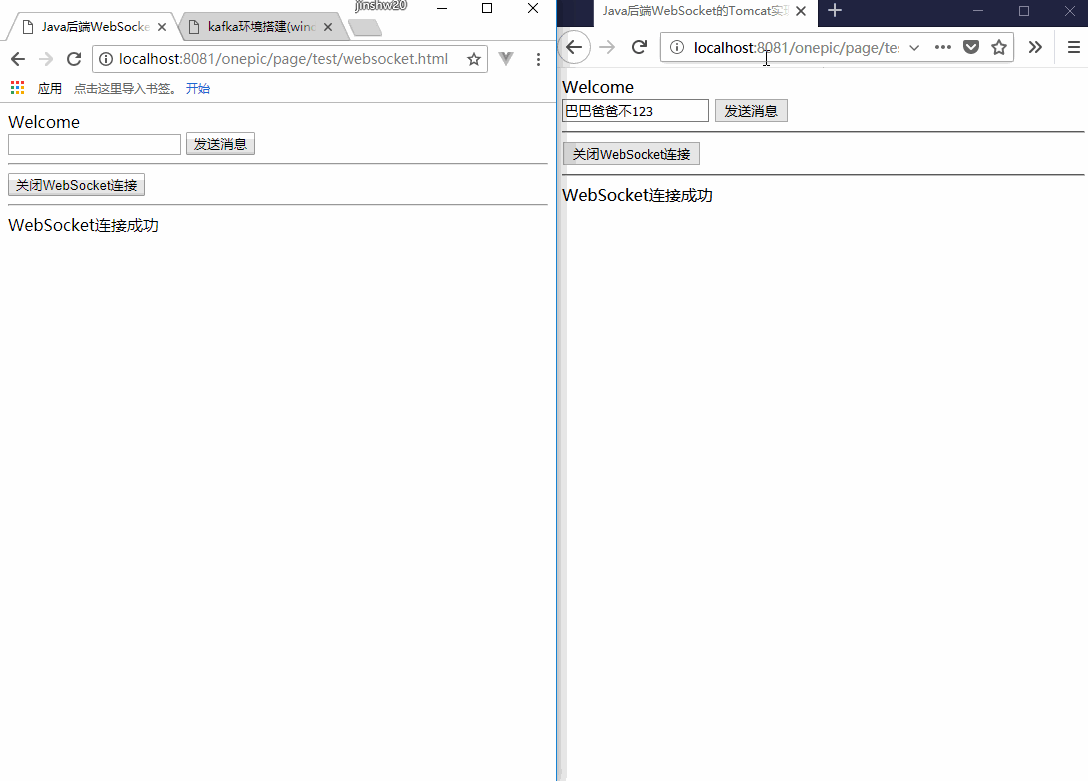 jinshw20
Java后端WebSocke
kafka环境搭建(winc
localhost:8081/onepic/page/test/websocket.html
应用 点击这里导入书签。 开始
Welcome
发送消息
关闭WebSocket连接
WebSocket连接成功
Java后端WebSocket的Tomcat实现
localhost:8081/onepic/page/te
Welcome
巴巴爸爸不123 发送消息
关闭WebSocket连接
WebSocket连接成功